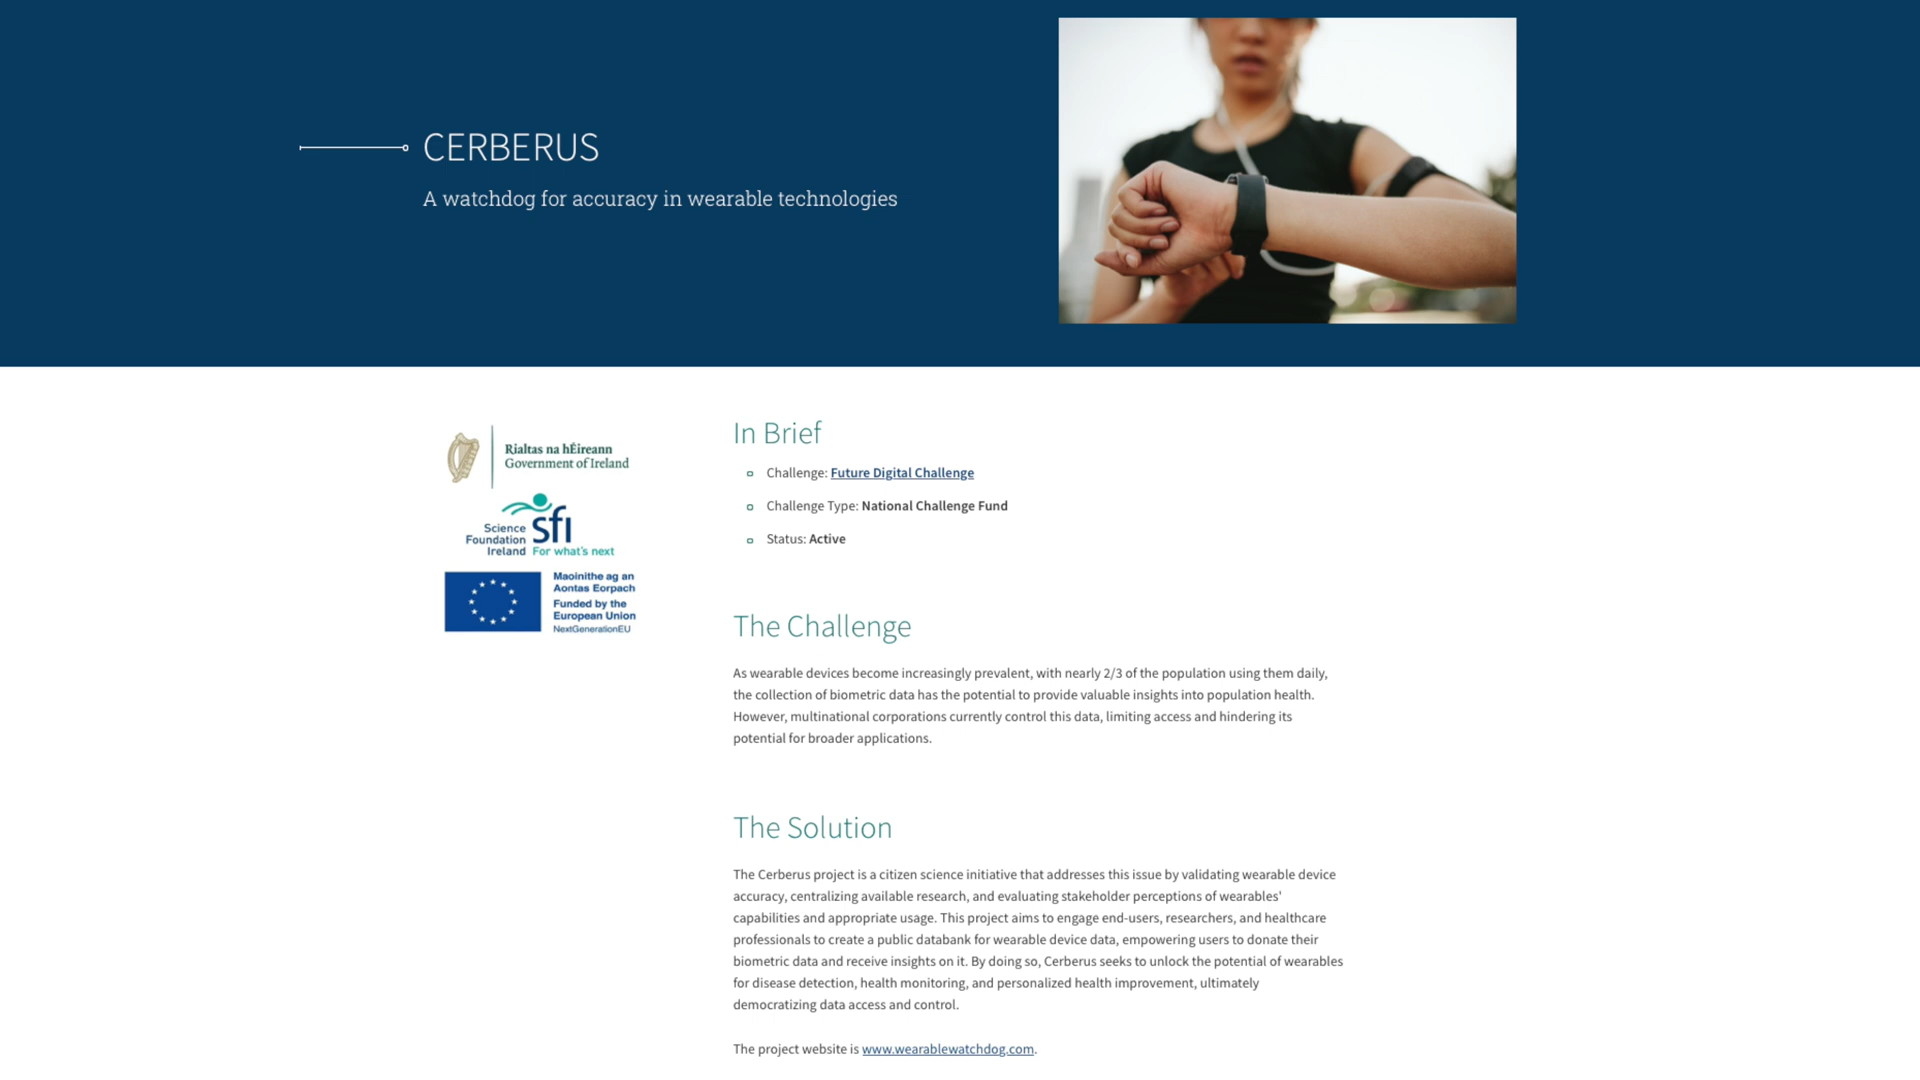 CERBERUS
A watchdog for accuracy in wearable technologies
Rialtas na hÉireann
Government of Ireland
Science
Foundation
Ireland
sfi
For what's next
Maoinithe ag an
Aontas Eorpach
Funded by the
European Union
NextGenerationEU
In Brief
Challenge: Future Digital Challenge
Challenge Type: National Challenge Fund
Status: Active
The Challenge
As wearable devices become increasingly prevalent, with nearly 2/3 of the population using them daily,
the collection of biometric data has the potential to provide valuable insights into population health.
However, multinational corporations currently control this data, limiting access and hindering its
potential for broader applications.
The Solution
The Cerberus project is a citizen science initiative that addresses this issue by validating wearable device
accuracy, centralizing available research, and evaluating stakeholder perceptions of wearables'
capabilities and appropriate usage. This project aims to engage end-users, researchers, and healthcare
professionals to create a public databank for wearable device data, empowering users to donate their
biometric data and receive insights on it. By doing so, Cerberus seeks to unlock the potential of wearables
for disease detection, health monitoring, and personalized health improvement, ultimately
democratizing data access and control.
The project website is www.wearablewatchdog.com.